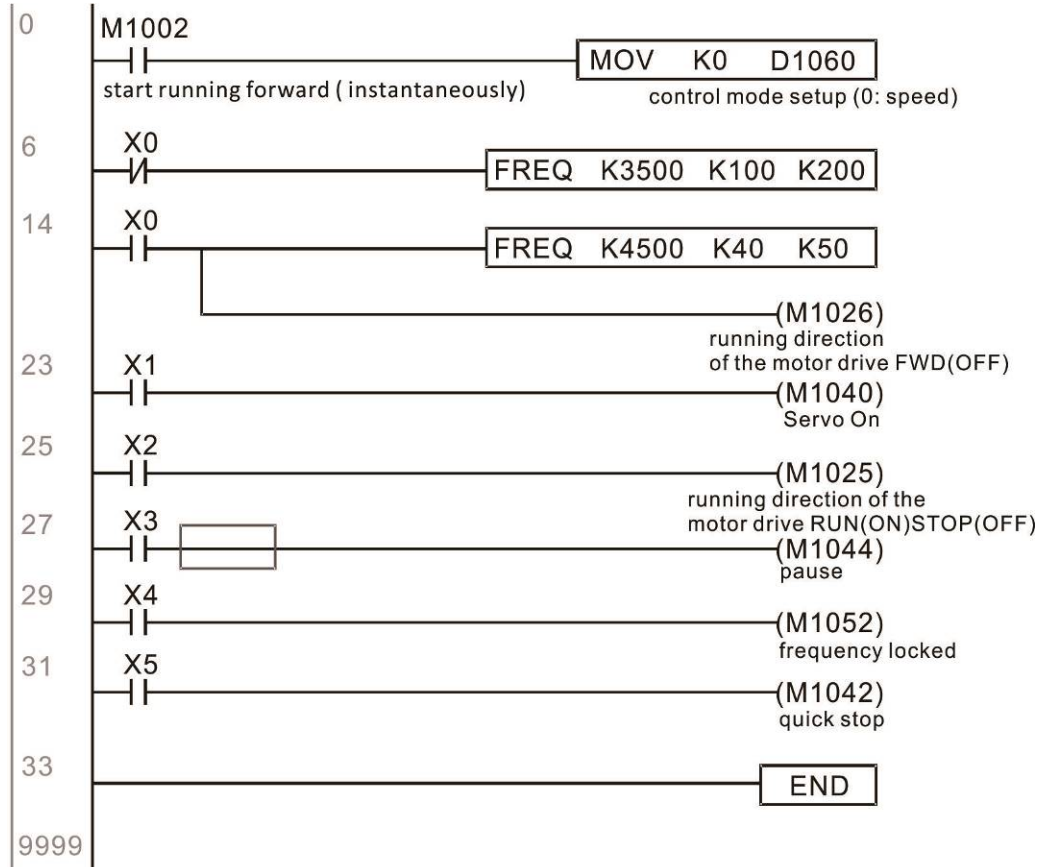 0
M1002
MOV K0 D1060
start running forward ( instantaneously)
control mode setup (0: speed)
6
X0
FREQ K3500 K100 K200
14
X0
FREQ K4500 K40 K50
(M1026)
running direction
of the motor drive FWD(OFF)
23
X1
(M1040)
Servo On
25
X2
(M1025)
running direction of the
motor drive RUN(ON)STOP(OFF)
27
X3
(M1044)
pause
29
X4
(M1052)
frequency locked
31
X5
(M1042)
quick stop
33
END
9999